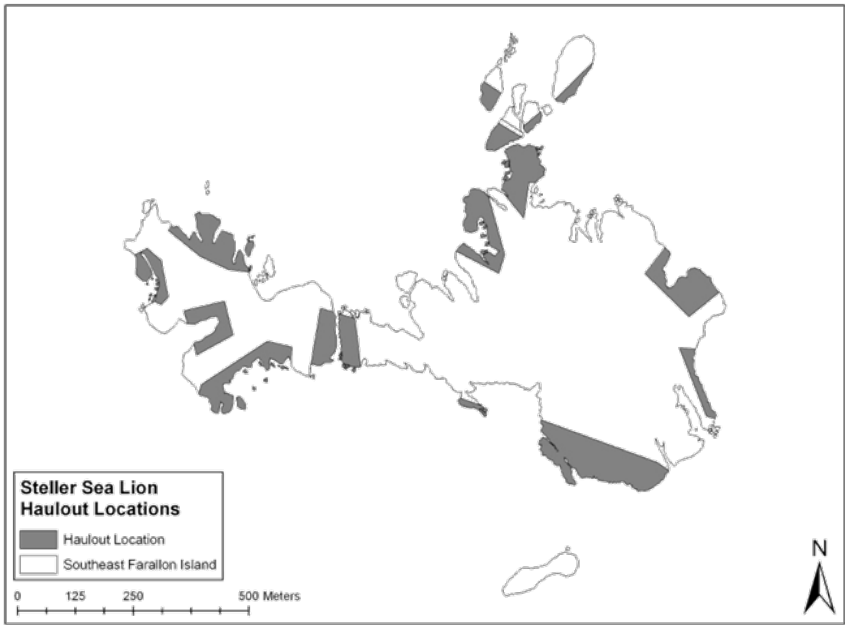 Steller Sea Lion
Haulout Locations
Haulout Location
Southeast Farallon Island
0 125 250 500 Meters
N